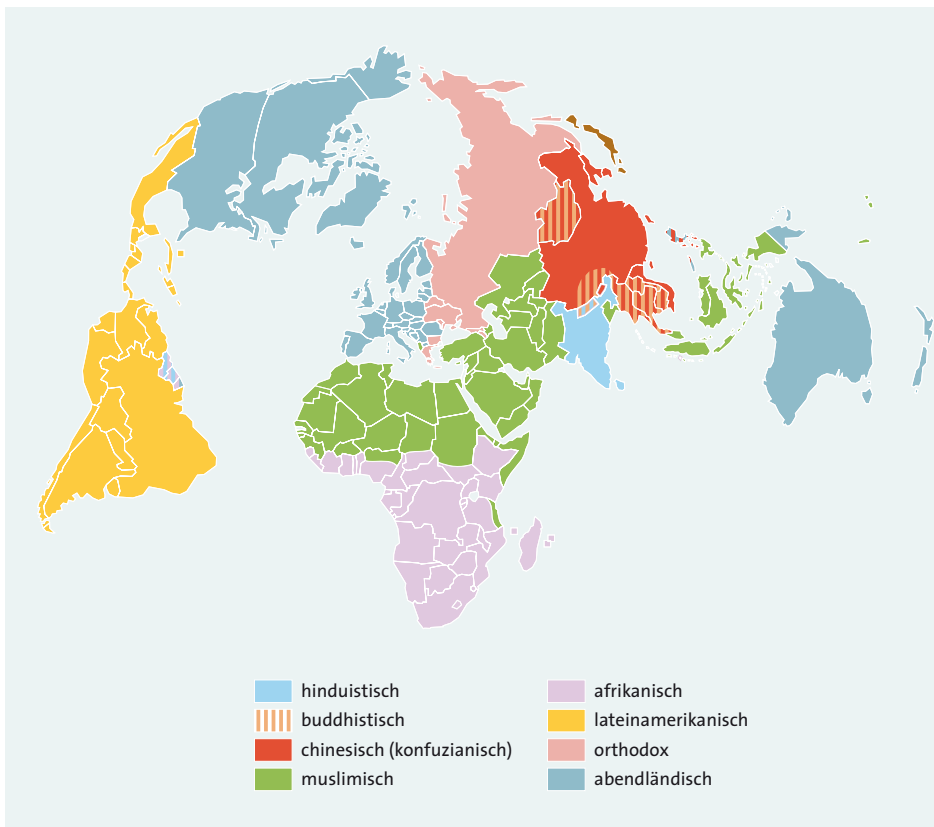 hinduistisch
buddhistisch
chinesisch (konfuzianisch)
muslimisch
afrikanisch
lateinamerikanisch
orthodox
abendländisch